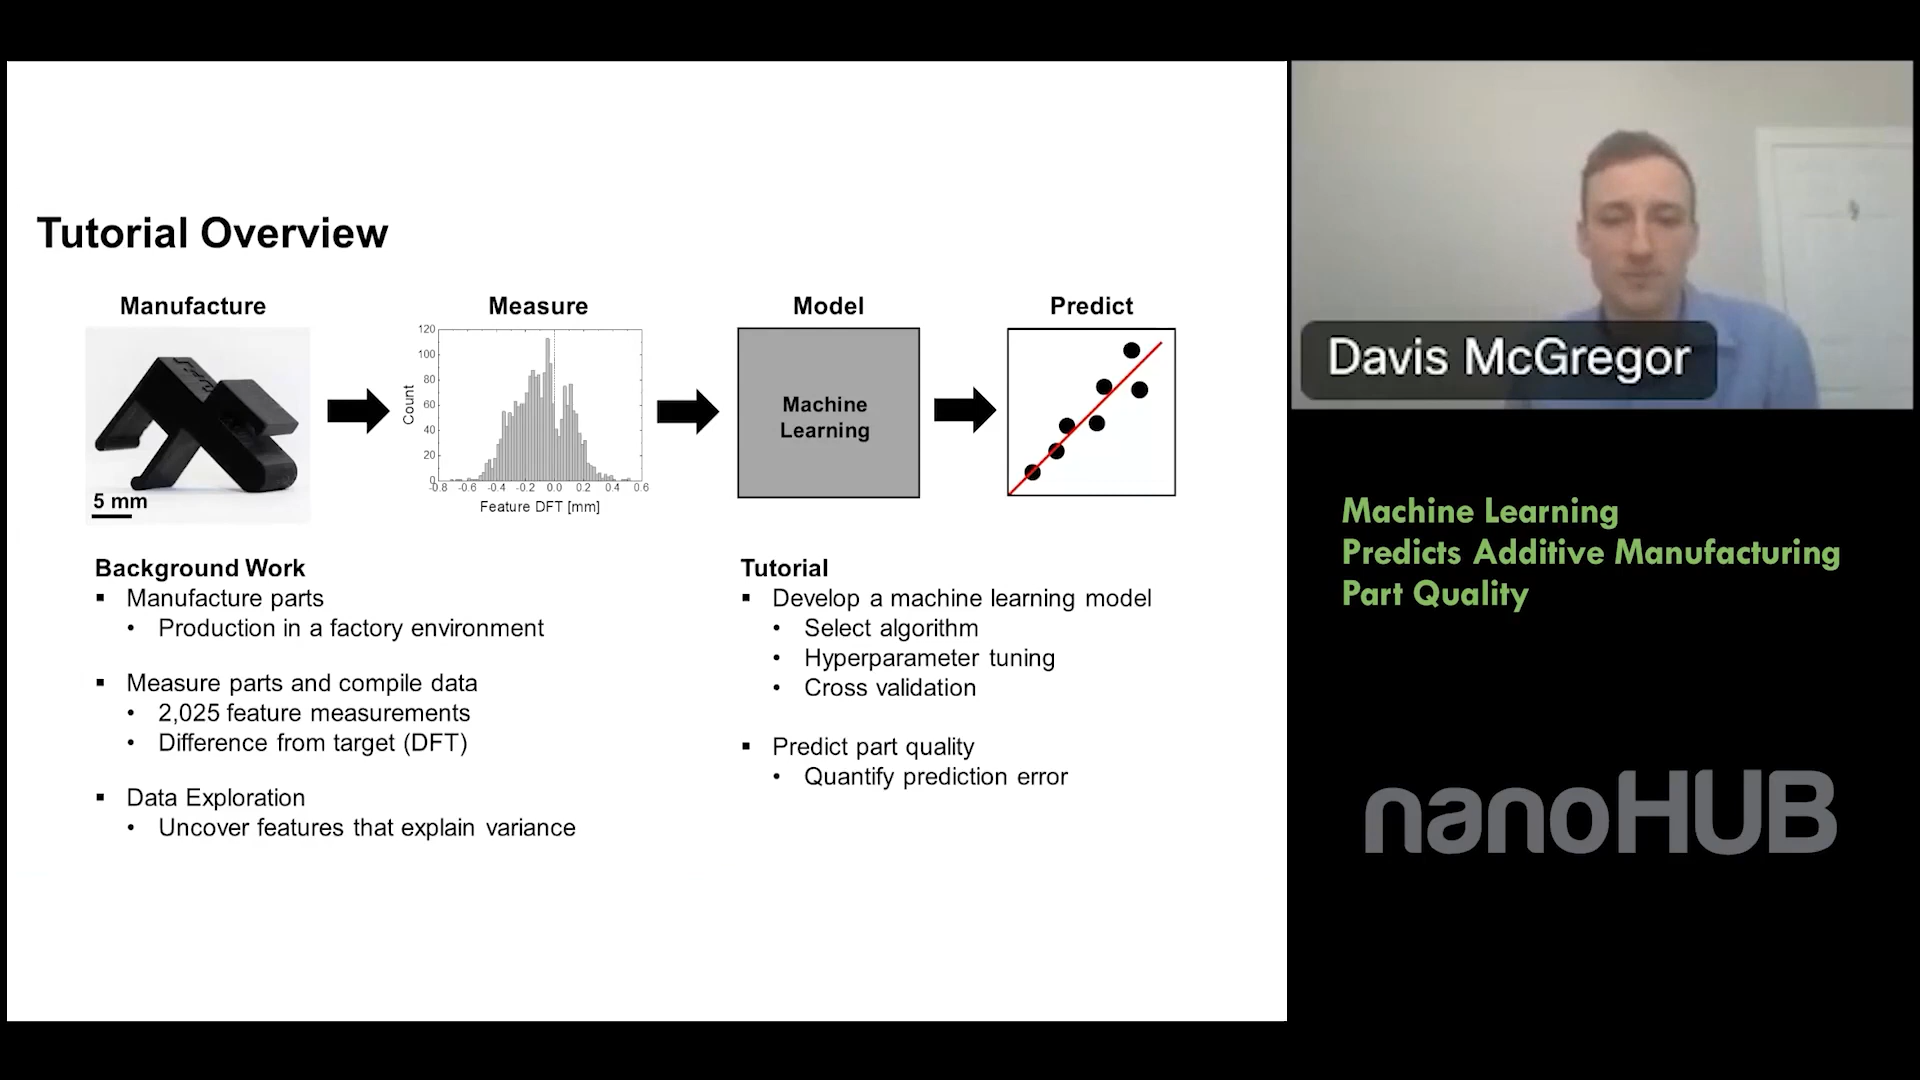 Tutorial Overview
Manufacture
Measure
Model
Predict
5 mm
120
100
80
60
40
20
0
Count
-0.8 -0.6 -0.4 -0.2 0.0 0.2 0.4 0.6
Feature DFT [mm]
Machine
Learning
Background Work
▪ Manufacture parts
• Production in a factory environment
▪ Measure parts and compile data
• 2,025 feature measurements
• Difference from target (DFT)
▪ Data Exploration
• Uncover features that explain variance
Tutorial
▪ Develop a machine learning model
• Select algorithm
• Hyperparameter tuning
• Cross validation
▪ Predict part quality
• Quantify prediction error
Davis McGregor
Machine Learning
Predicts Additive Manufacturing
Part Quality
nanoHUB